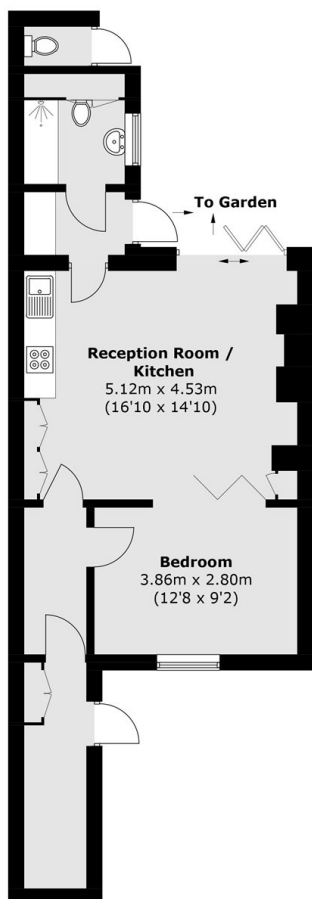 To Garden
Reception Room /
Kitchen
5.12m x 4.53m
(16'10 x 14'10)
Bedroom
3.86m x 2.80m
(12'8 x 9'2)